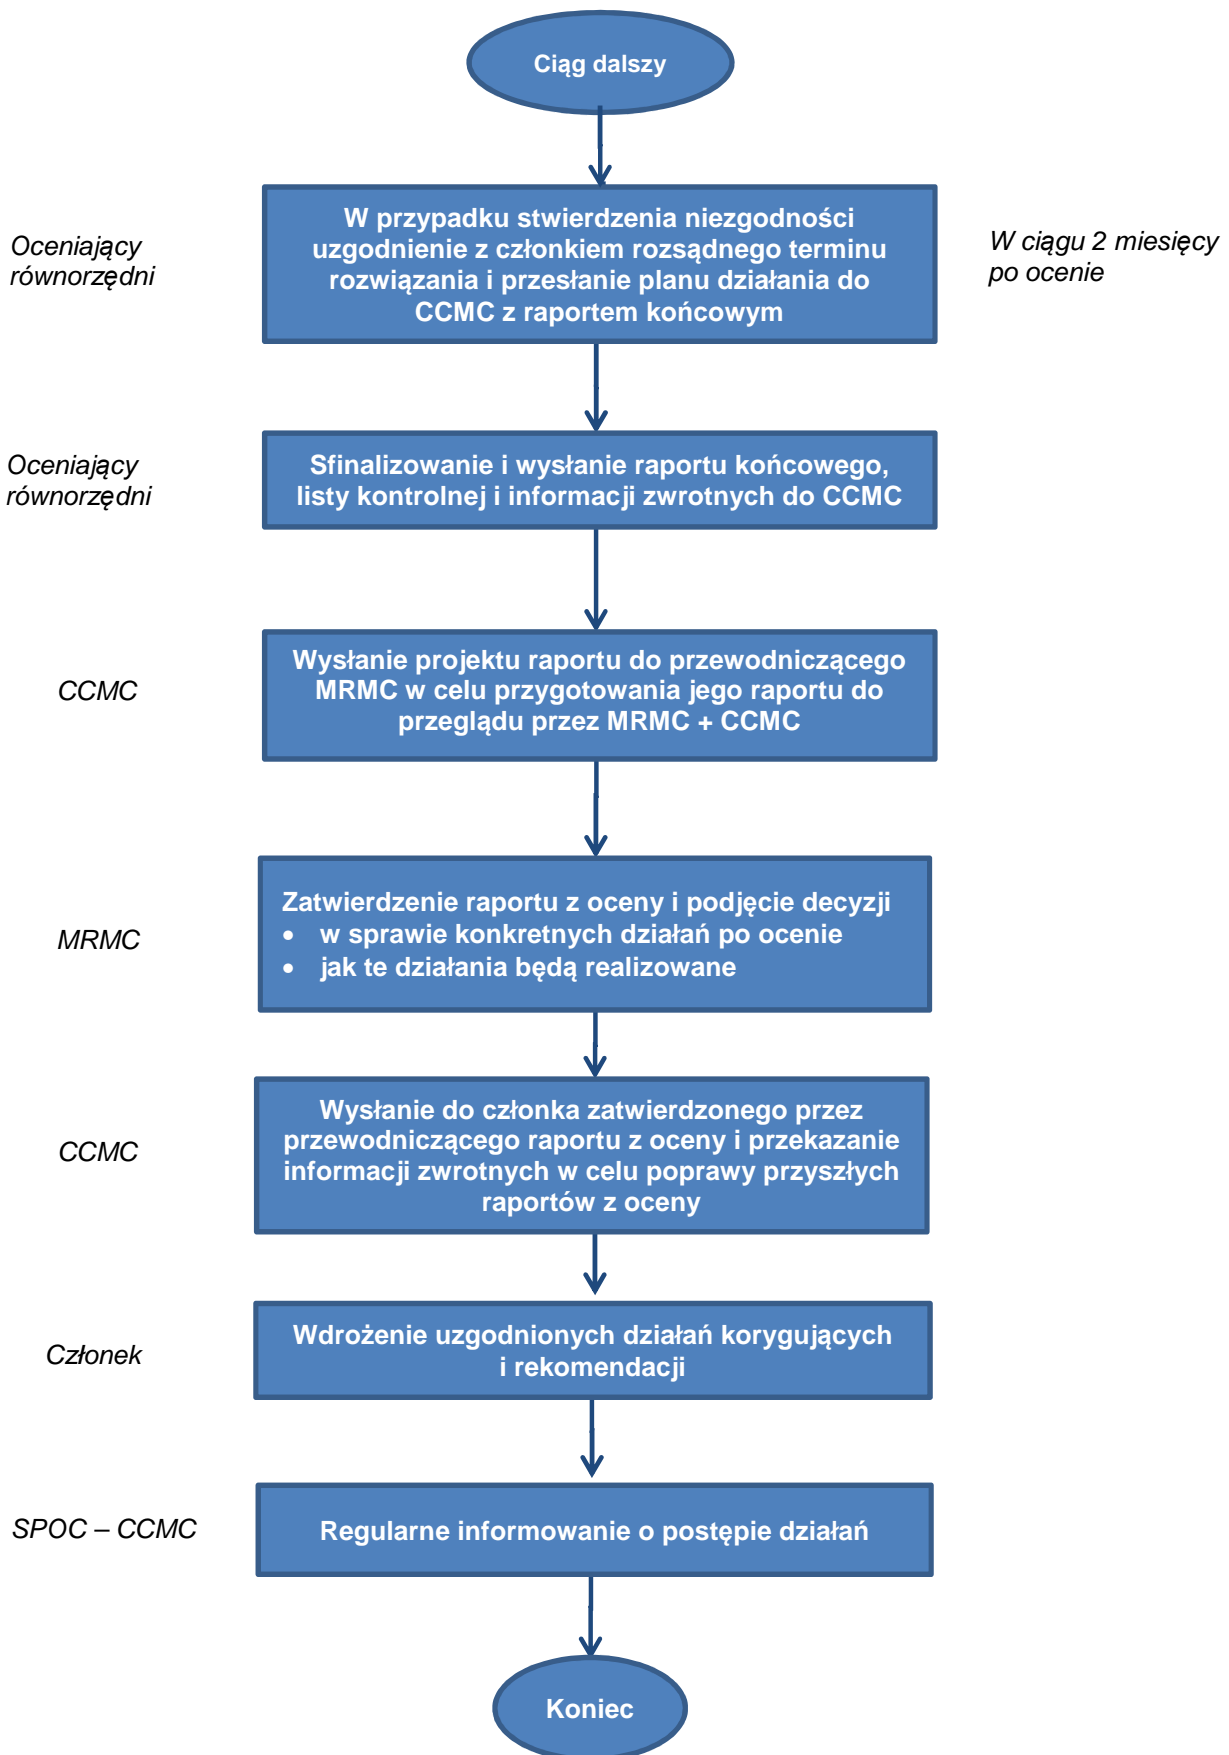 Ciąg dalszy
Oceniający
równorzędni
W przypadku stwierdzenia niezgodności
uzgodnienie z członkiem rozsądnego terminu
rozwiązania i przesłanie planu działania do
CCMC z raportem końcowym
W ciągu 2 miesięcy
po ocenie
Oceniający
równorzędni
Sfinalizowanie i wysłanie raportu końcowego,
listy kontrolnej i informacji zwrotnych do CCMC
CCMC
Wysłanie projektu raportu do przewodniczącego
MRMC w celu przygotowania jego raportu do
przeglądu przez MRMC + CCMC
MRMC
Zatwierdzenie raportu z oceny i podjęcie decyzji
• w sprawie konkretnych działań po ocenie
• jak te działania będą realizowane
CCMC
Wysłanie do członka zatwierdzonego przez
przewodniczącego raportu z oceny i przekazanie
informacji zwrotnych w celu poprawy przyszłych
raportów z oceny
Członek
Wdrożenie uzgodnionych działań korygujących
i rekomendacji
SPOC – CCMC
Regularne informowanie o postępie działań
Koniec